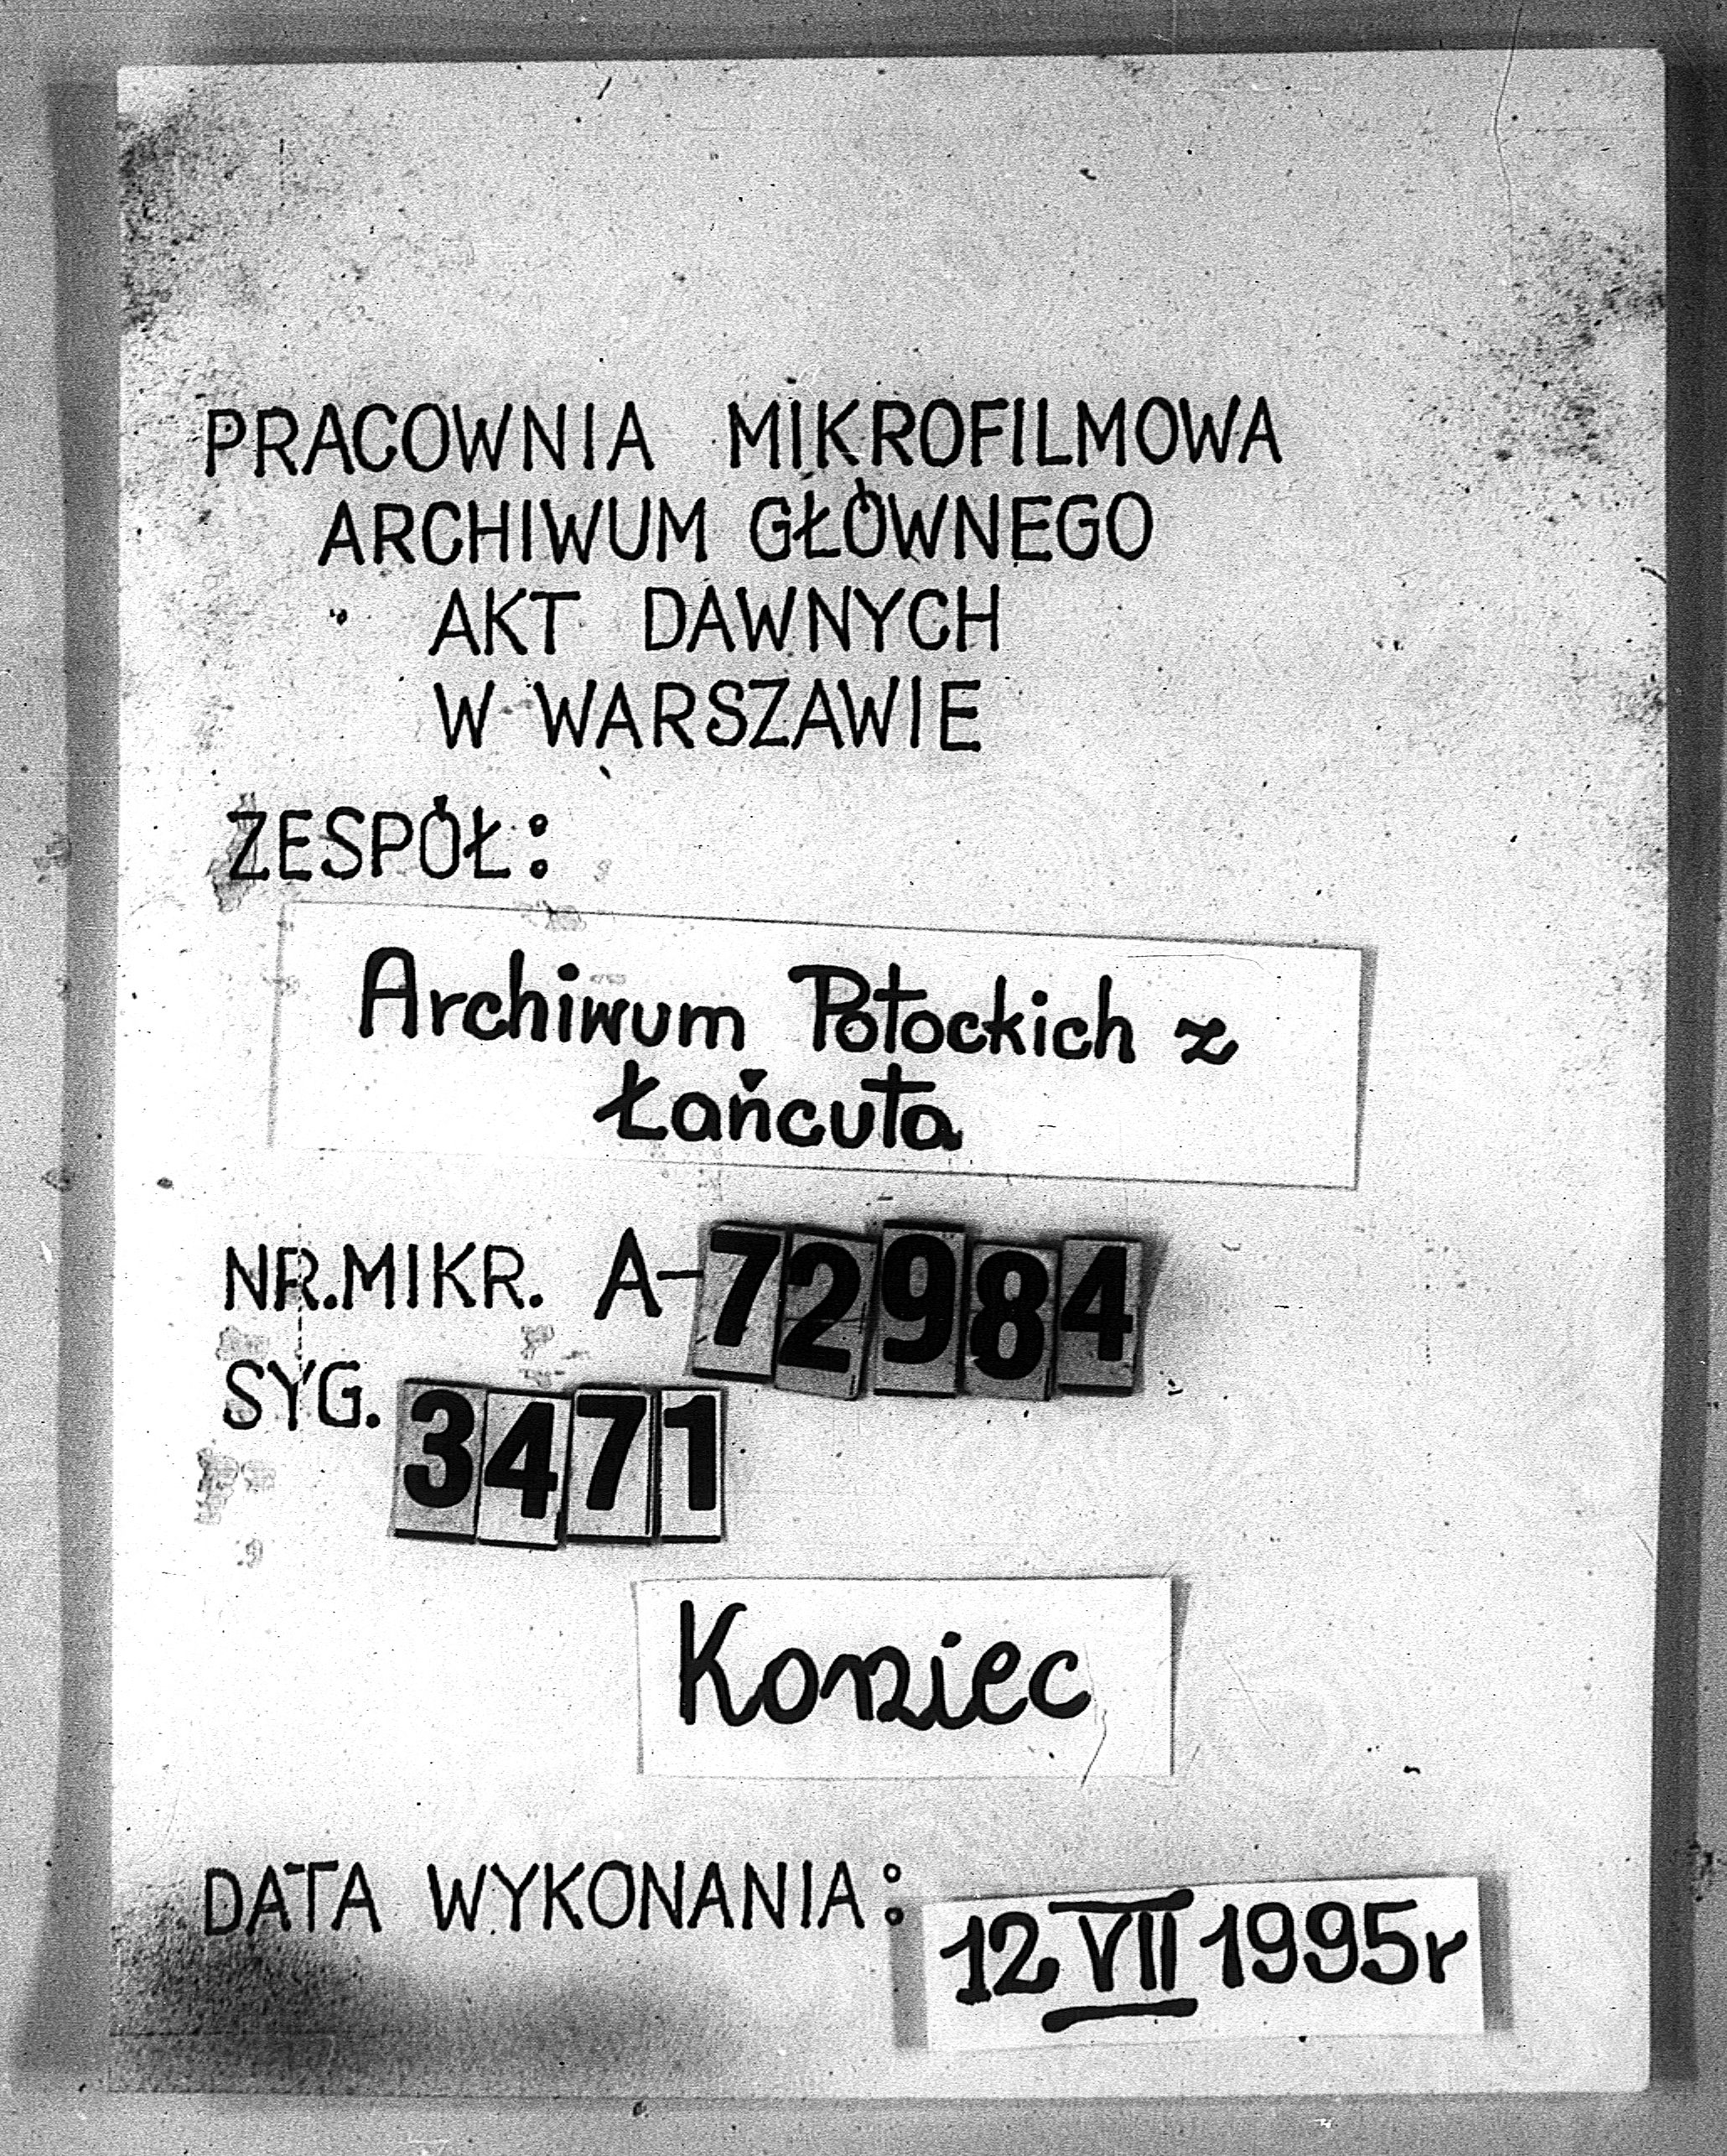 PRACOWNIA MIKROFILMOWA
ARCHIWUM GŁÓWNEGO
AKT DAWNYCH
W WARSZAWIE
ZESPÓŁ:
Archiwum Potockich z
Łańcuta
NR.MIKR. A-72984
SYG. 3471
Koniec
DATA WYKONANIA: 12 VII 1995r